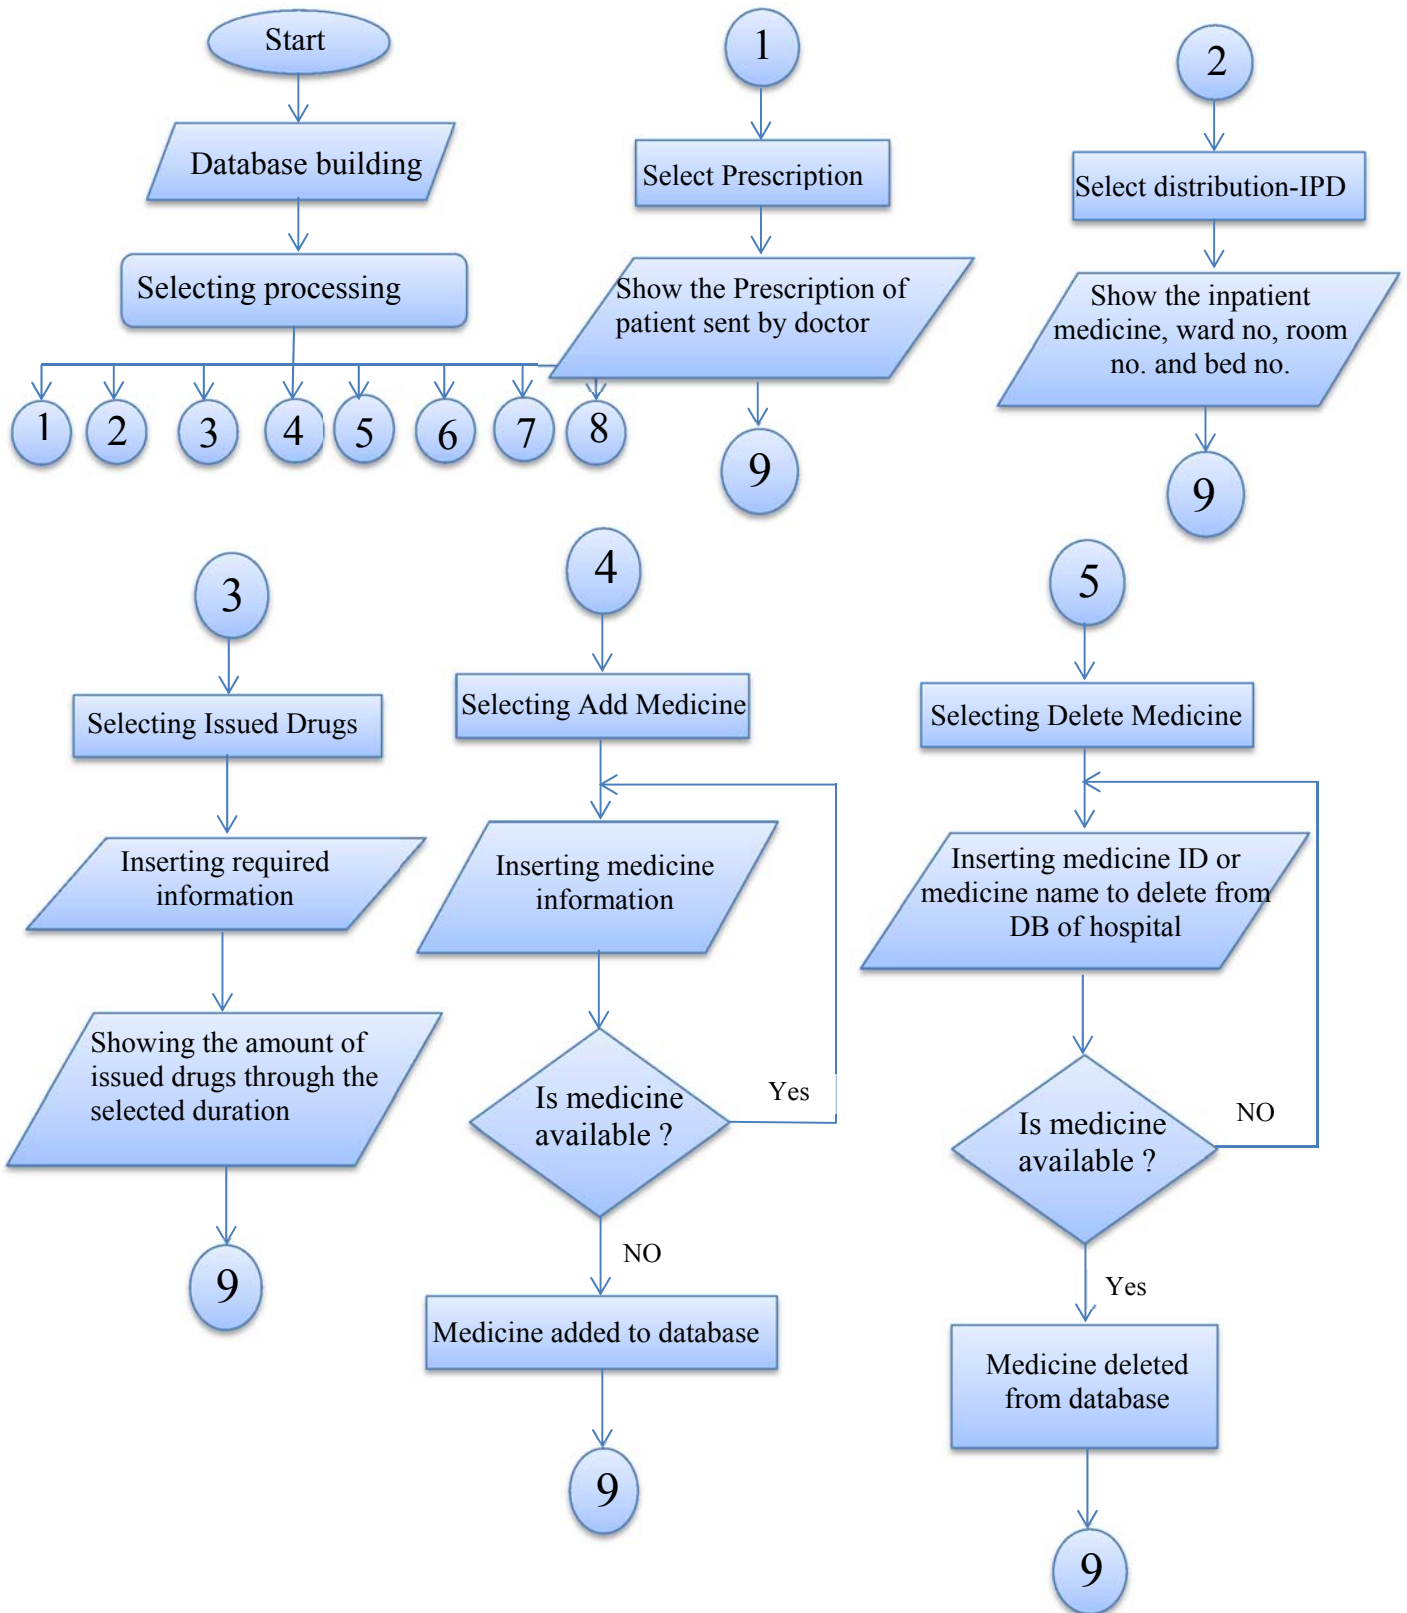 Start
Database building
Selecting processing
1 2 3 4 5 6 7 8
1
Select Prescription
Show the Prescription of
patient sent by doctor
9
2
Select distribution-IPD
Show the inpatient
medicine, ward no, room
no. and bed no.
9
3
Selecting Issued Drugs
Inserting required
information
Showing the amount of
issued drugs through the
selected duration
9
4
Selecting Add Medicine
Inserting medicine
information
Is medicine
available ?
Yes
NO
Medicine added to database
9
5
Selecting Delete Medicine
Inserting medicine ID or
medicine name to delete from
DB of hospital
Is medicine
available ?
NO
Yes
Medicine deleted
from database
9